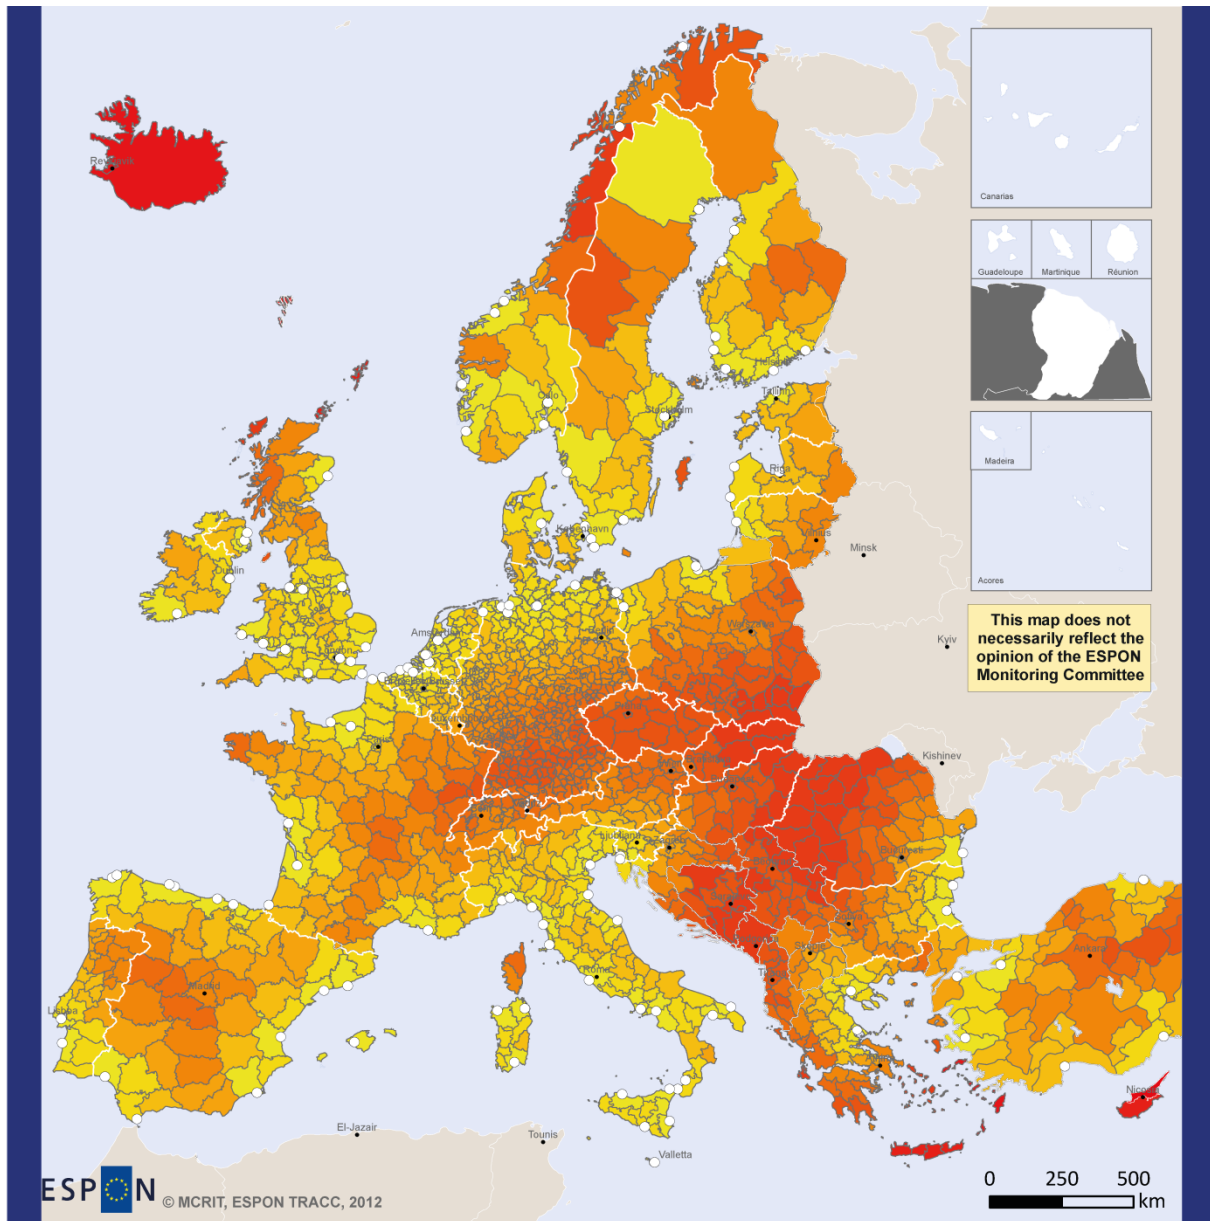 Reykjavik
Canarias
Guadeloupe
Martinique
Réunion
Helsinki
Oslo
Tallinn
Stockholm
Madeira
Riga
København
Vilnius
Minsk
Dublin
Acores
This map does not
necessarily reflect the
opinion of the ESPON
Monitoring Committee
Amsterdam
Berlin
Warszawa
Kyiv
London
Praha
Paris
Kishinev
Ljubljana
Zagreb
Bucuresti
Sofiva
Skopje
Ankara
Madrid
Roma
Lisboa
Nicosia
El-Jazair
Tounis
Valletta
ESPON
© MCRIT, ESPON TRACC, 2012
0 250 500
km